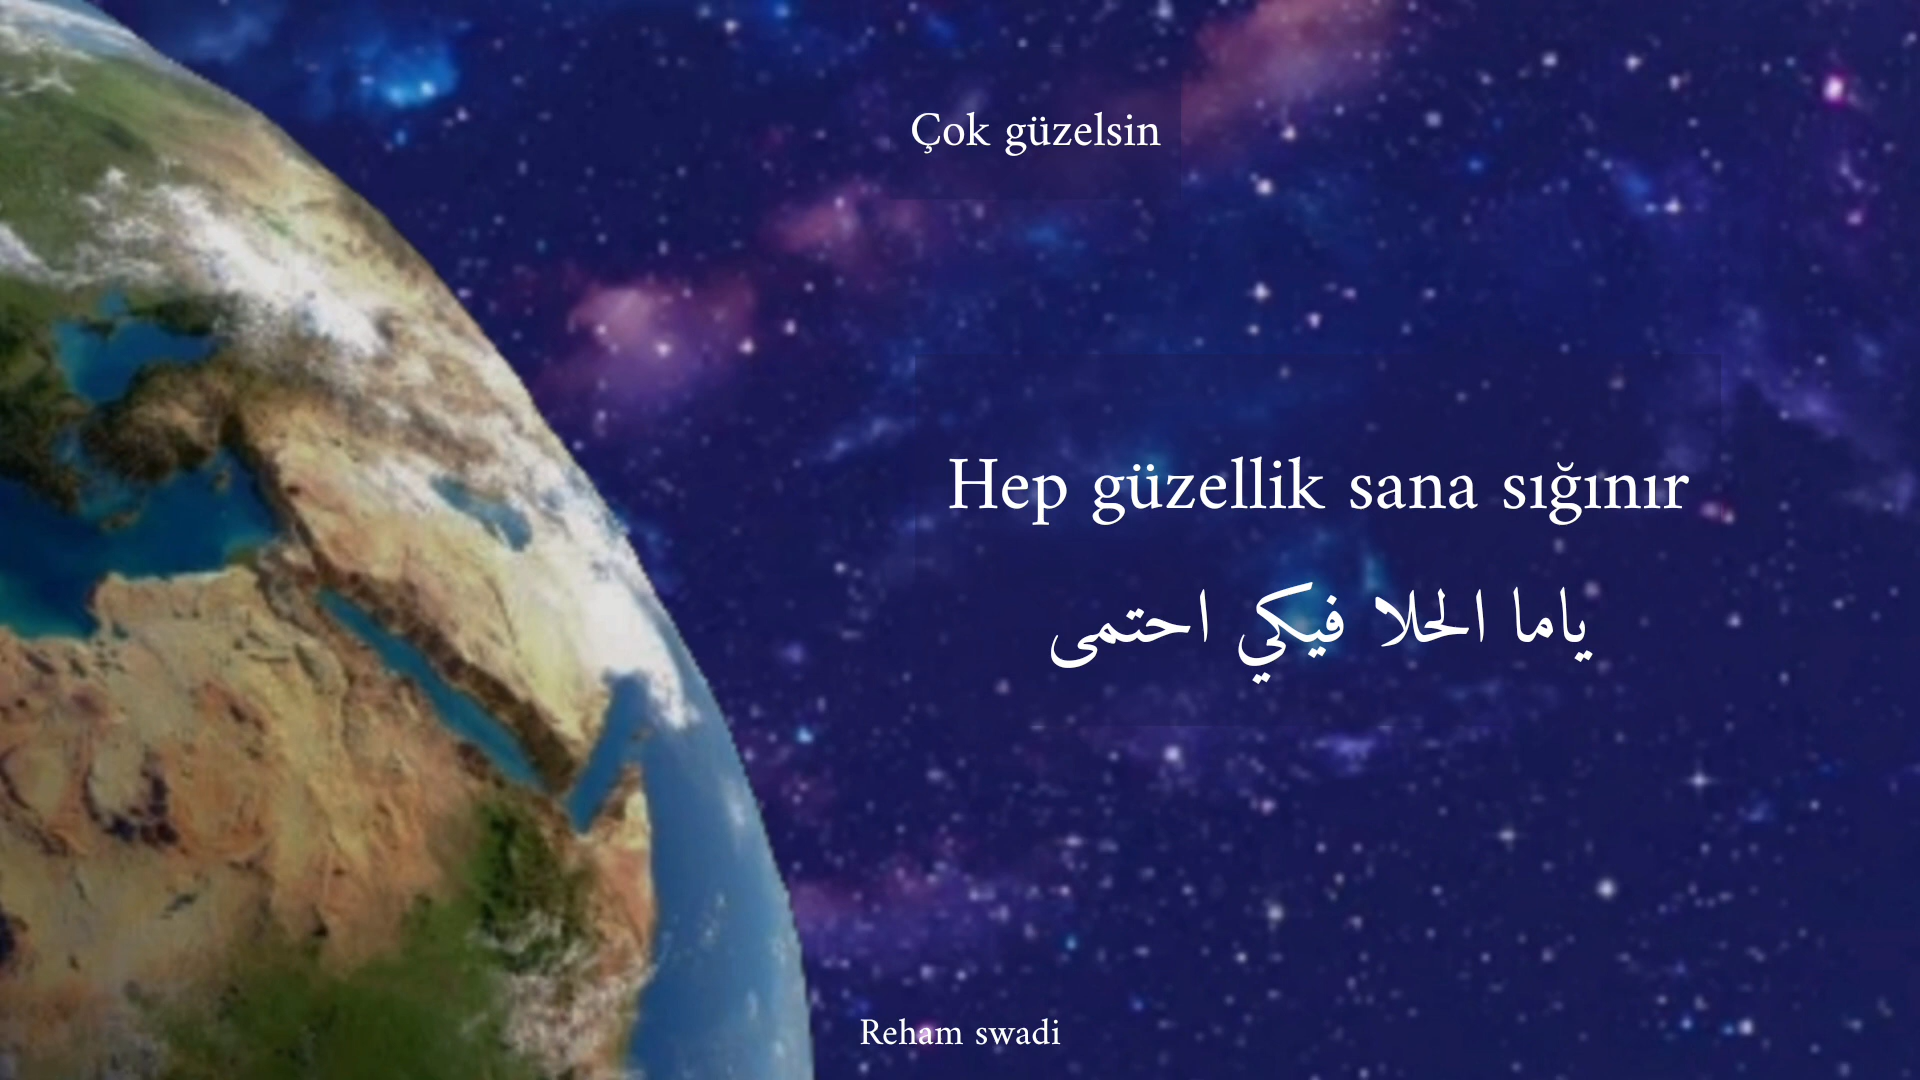 Çok güzelsin
Hep güzellik sana sığınır
ياما الحلا فيكي احتمى
Reham swadi